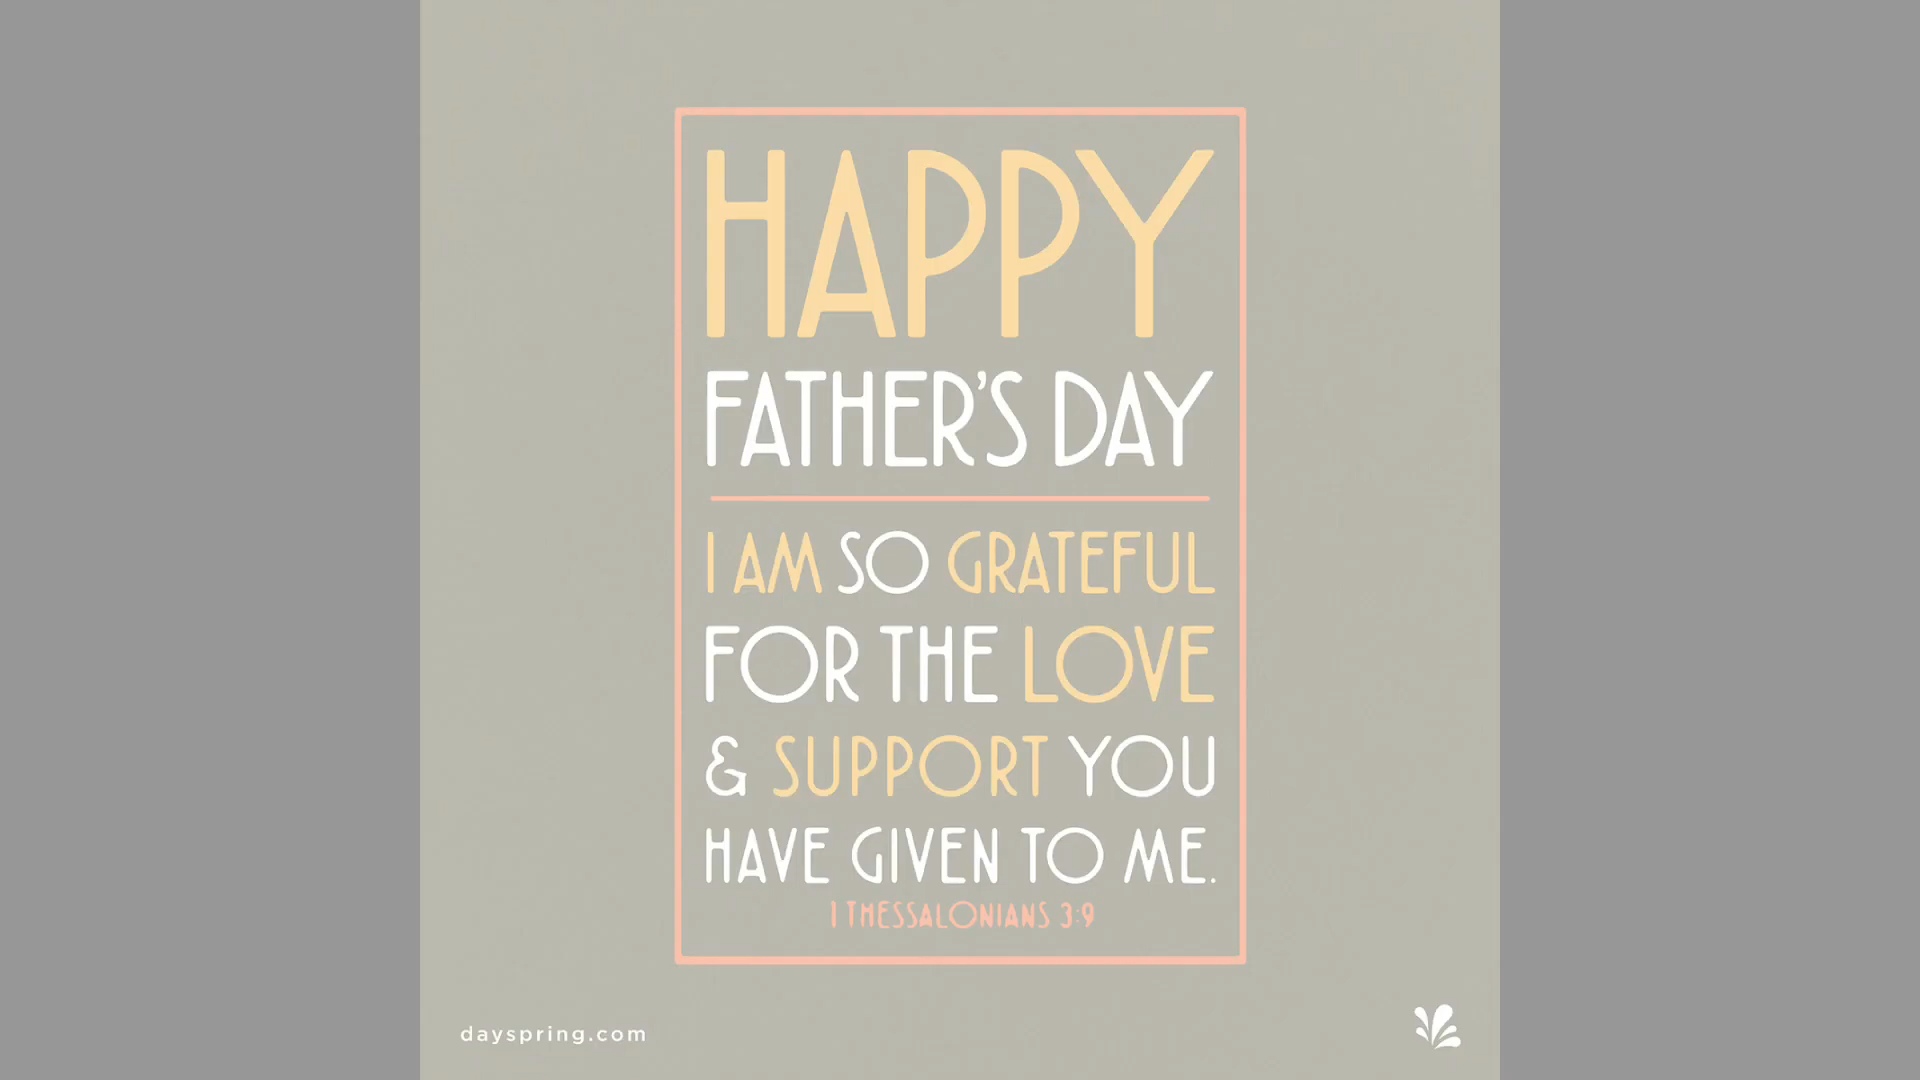 HAPPY
FATHER'S DAY
I AM SO GRATEFUL
FOR THE LOVE
& SUPPORT YOU
HAVE GIVEN TO ME.
1 THESSALONIANS 3:9
dayspring.com